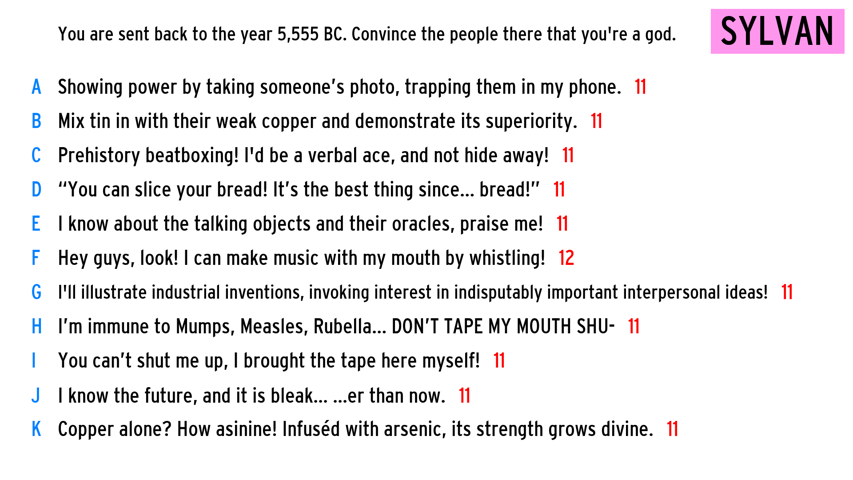 You are sent back to the year 5,555 BC. Convince the people there that you're a god.
SYLVAN
A Showing power by taking someone’s photo, trapping them in my phone. 11
B Mix tin in with their weak copper and demonstrate its superiority. 11
C Prehistory beatboxing! I'd be a verbal ace, and not hide away! 11
D “You can slice your bread! It’s the best thing since... bread!” 11
E I know about the talking objects and their oracles, praise me! 11
F Hey guys, look! I can make music with my mouth by whistling! 12
G I'll illustrate industrial inventions, invoking interest in indisputably important interpersonal ideas! 11
H I’m immune to Mumps, Measles, Rubella... DON’T TAPE MY MOUTH SHU- 11
I You can’t shut me up, I brought the tape here myself! 11
J I know the future, and it is bleak... ...er than now. 11
K Copper alone? How asinine! Infuséd with arsenic, its strength grows divine. 11